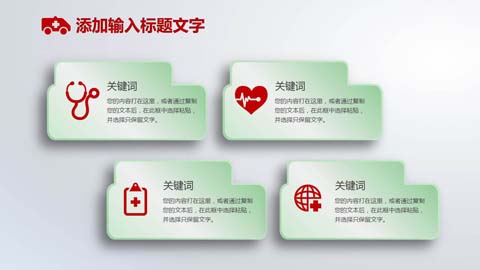 添加输入标题文字
关键词
您的内容打在这里，或者通过复制
您的文本后，在此框中选择粘贴，
并选择只保留文字。
关键词
您的内容打在这里，或者通过复制
您的文本后，在此框中选择粘贴，
并选择只保留文字。
关键词
您的内容打在这里，或者通过复制
您的文本后，在此框中选择粘贴，
并选择只保留文字。
关键词
您的内容打在这里，或者通过复制
您的文本后，在此框中选择粘贴，
并选择只保留文字。